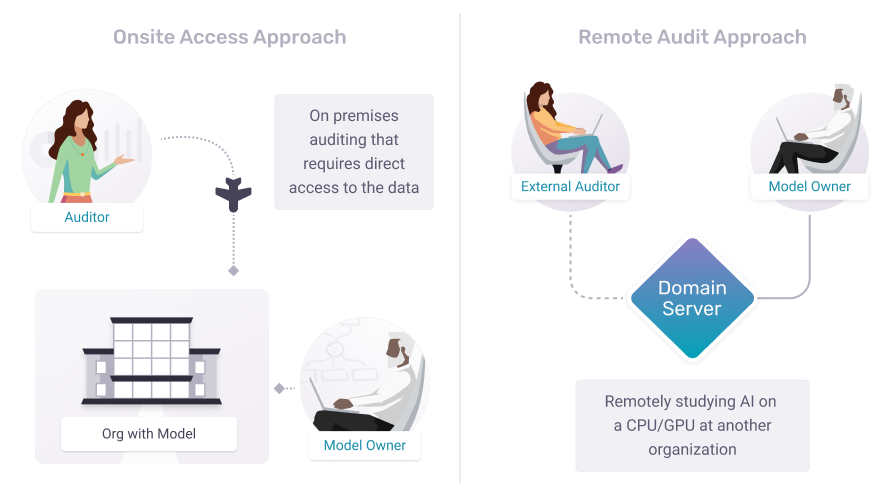 Onsite Access Approach
On premises
auditing that
requires direct
access to the data
Auditor
Org with Model
Model Owner
Remote Audit Approach
External Auditor
Model Owner
Domain
Server
Remotely studying AI on
a CPU/GPU at another
organization